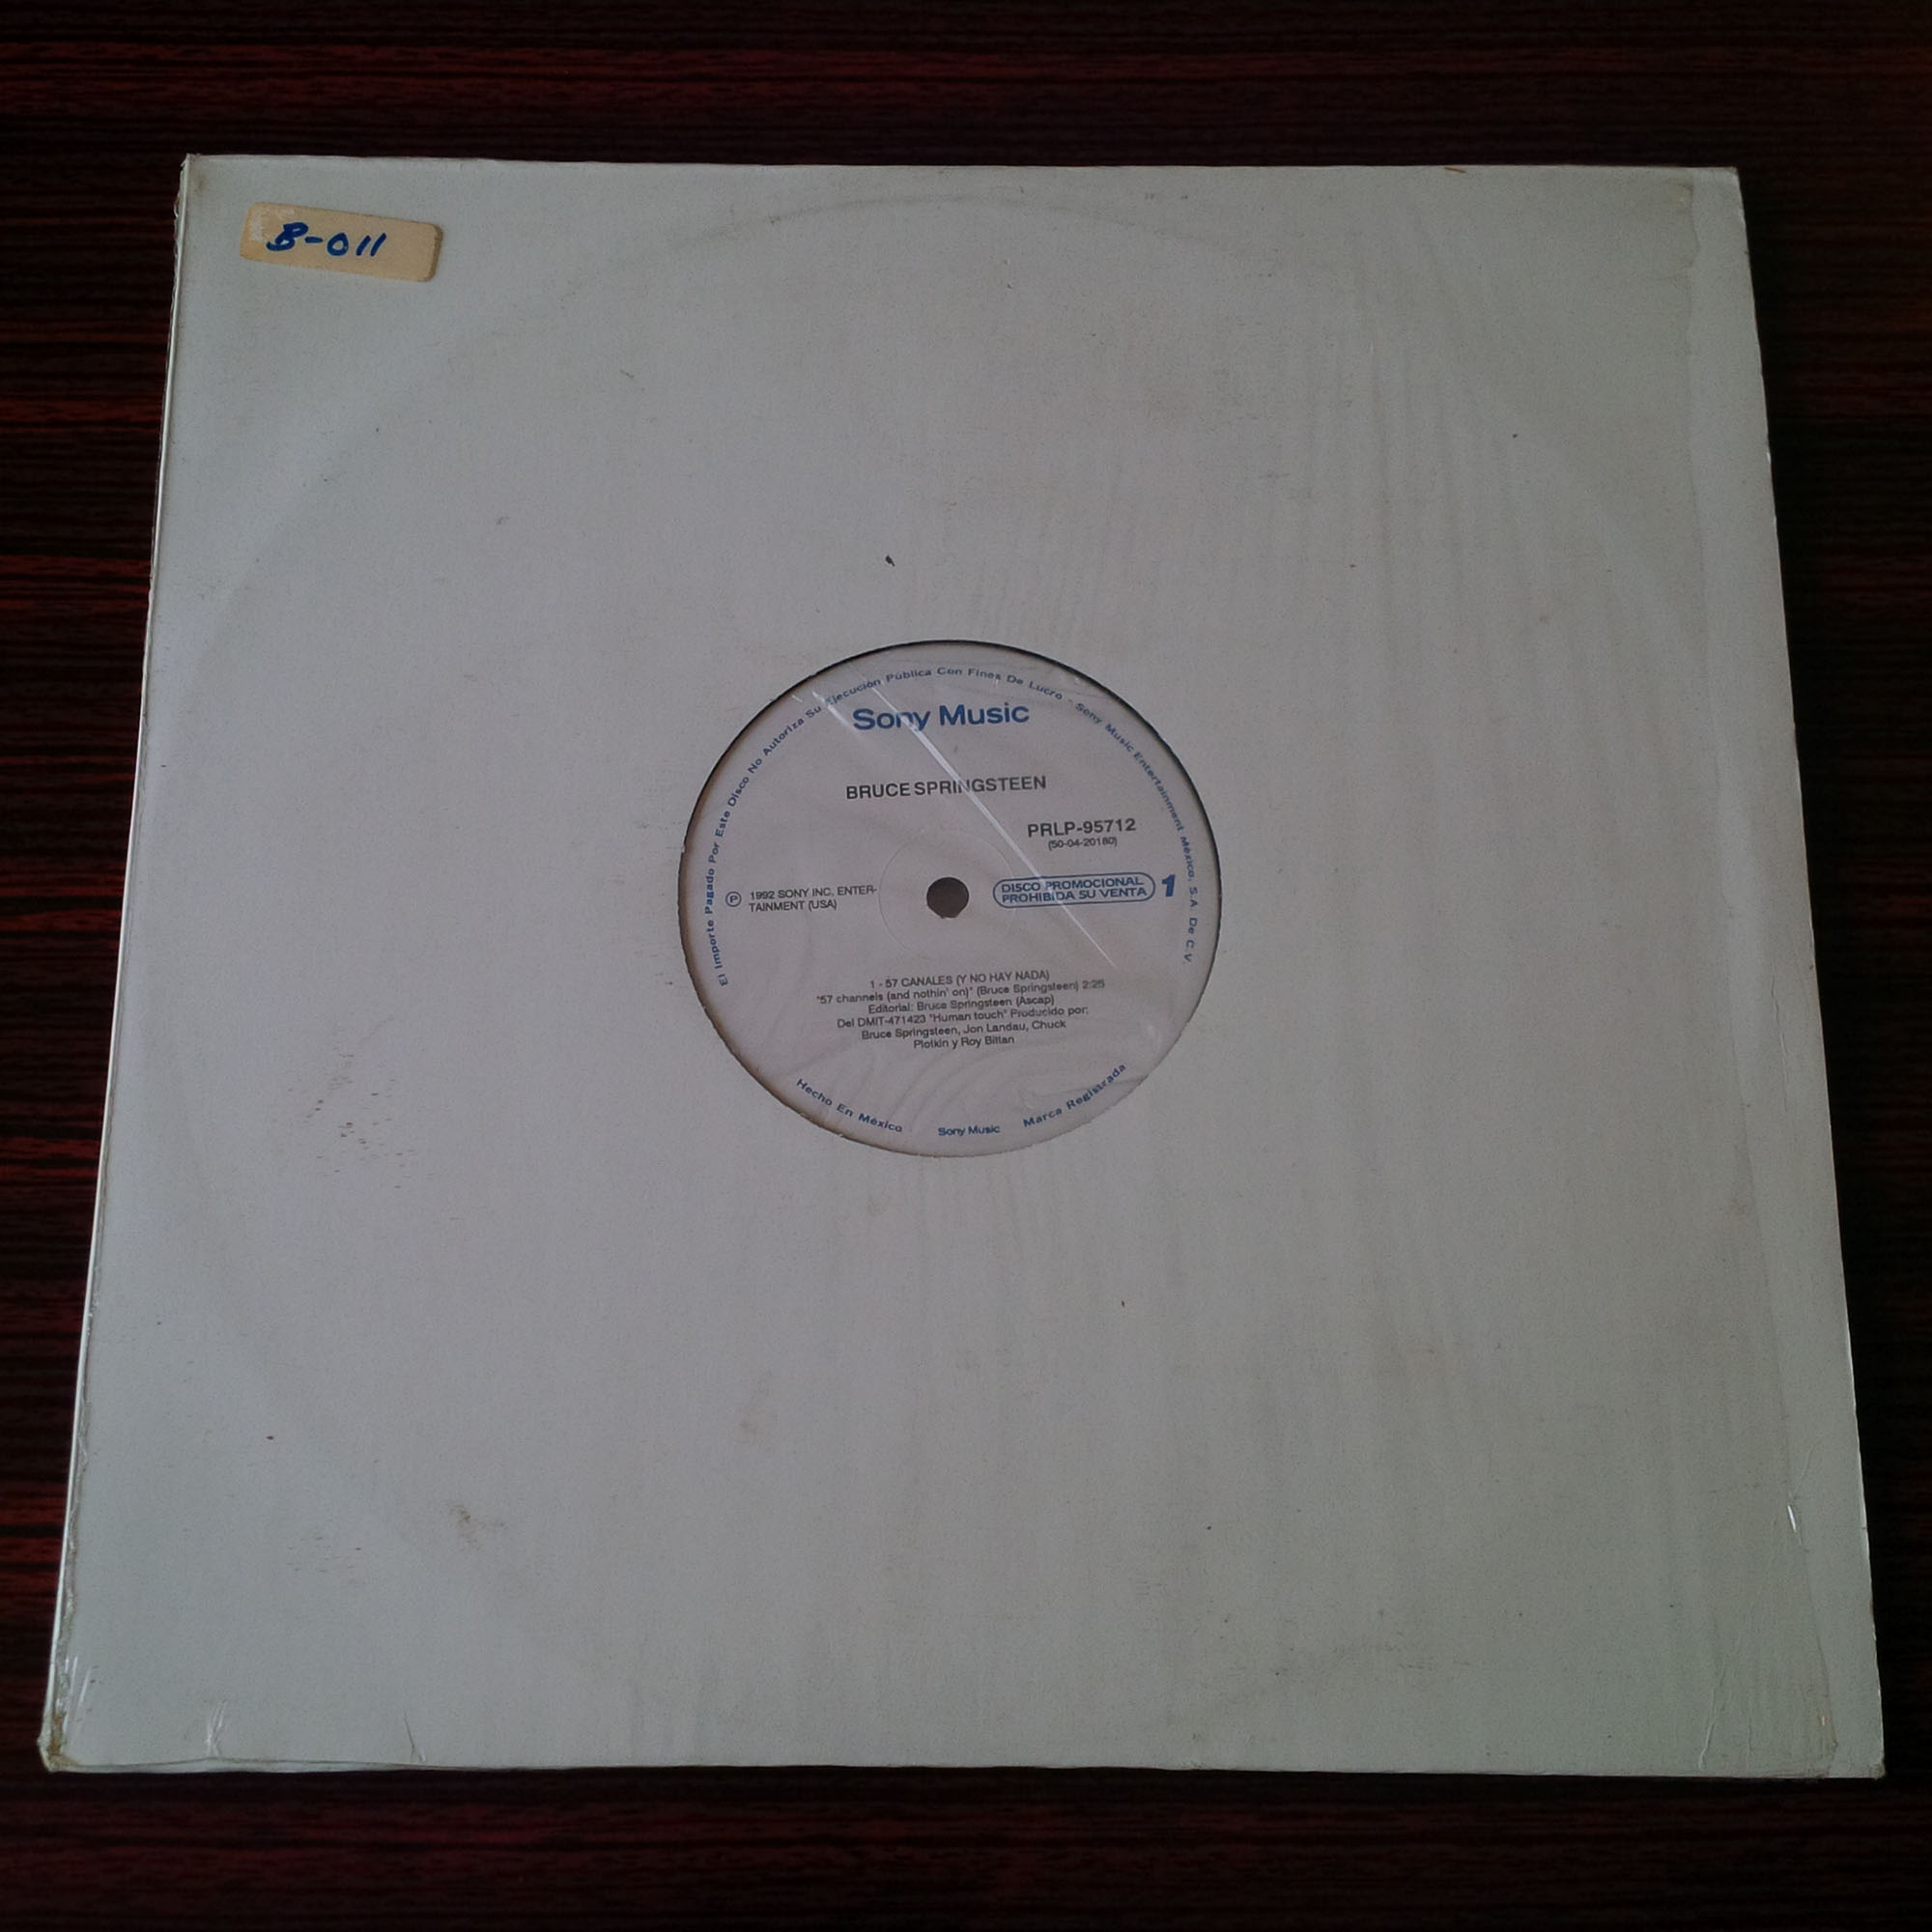 B-011
El Importe Pagado Por Este Disco No Autoriza Su Ejecución Pública Con Fines De Lucro - Sony Music Entertainment México, S.A. De C.V.
Sony Music
BRUCE SPRINGSTEEN
PRLP-95712
(50-04-20180)
℗ 1992 SONY INC. ENTER-
TAINMENT (USA)
DISCO PROMOCIONAL
PROHIBIDA SU VENTA
1
1 - 57 CANALES (Y NO HAY NADA)
"57 channels (and nothin' on)" (Bruce Springsteen) 2:25
Editorial: Bruce Springsteen (Ascap)
Del DMIT-471423 "Human touch" Producido por:
Bruce Springsteen, Jon Landau, Chuck
Plotkin y Roy Bittan
Hecho En México Sony Music Marca Registrada